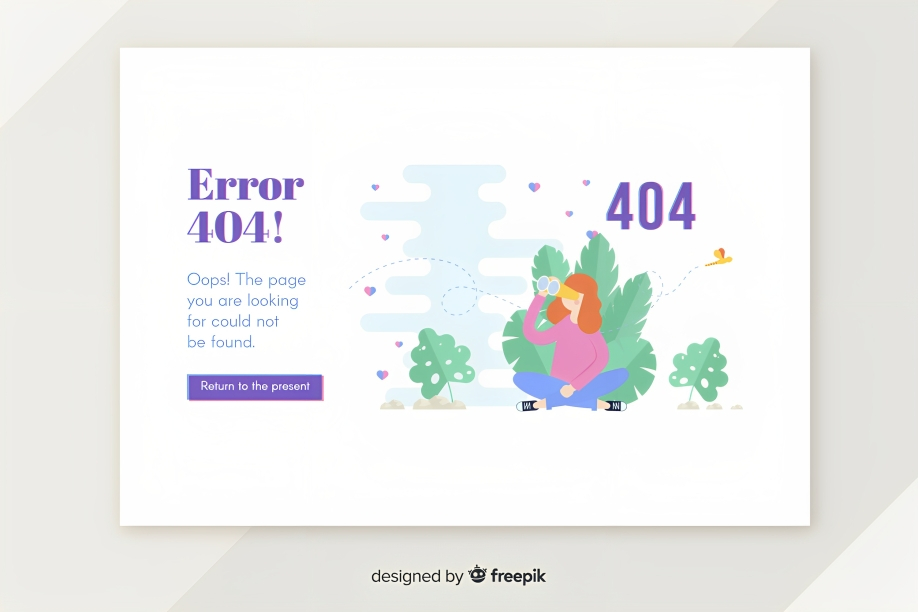 Error
404!
Oops! The page
you are looking
for could not
be found.
Return to the present
404
designed by freepik